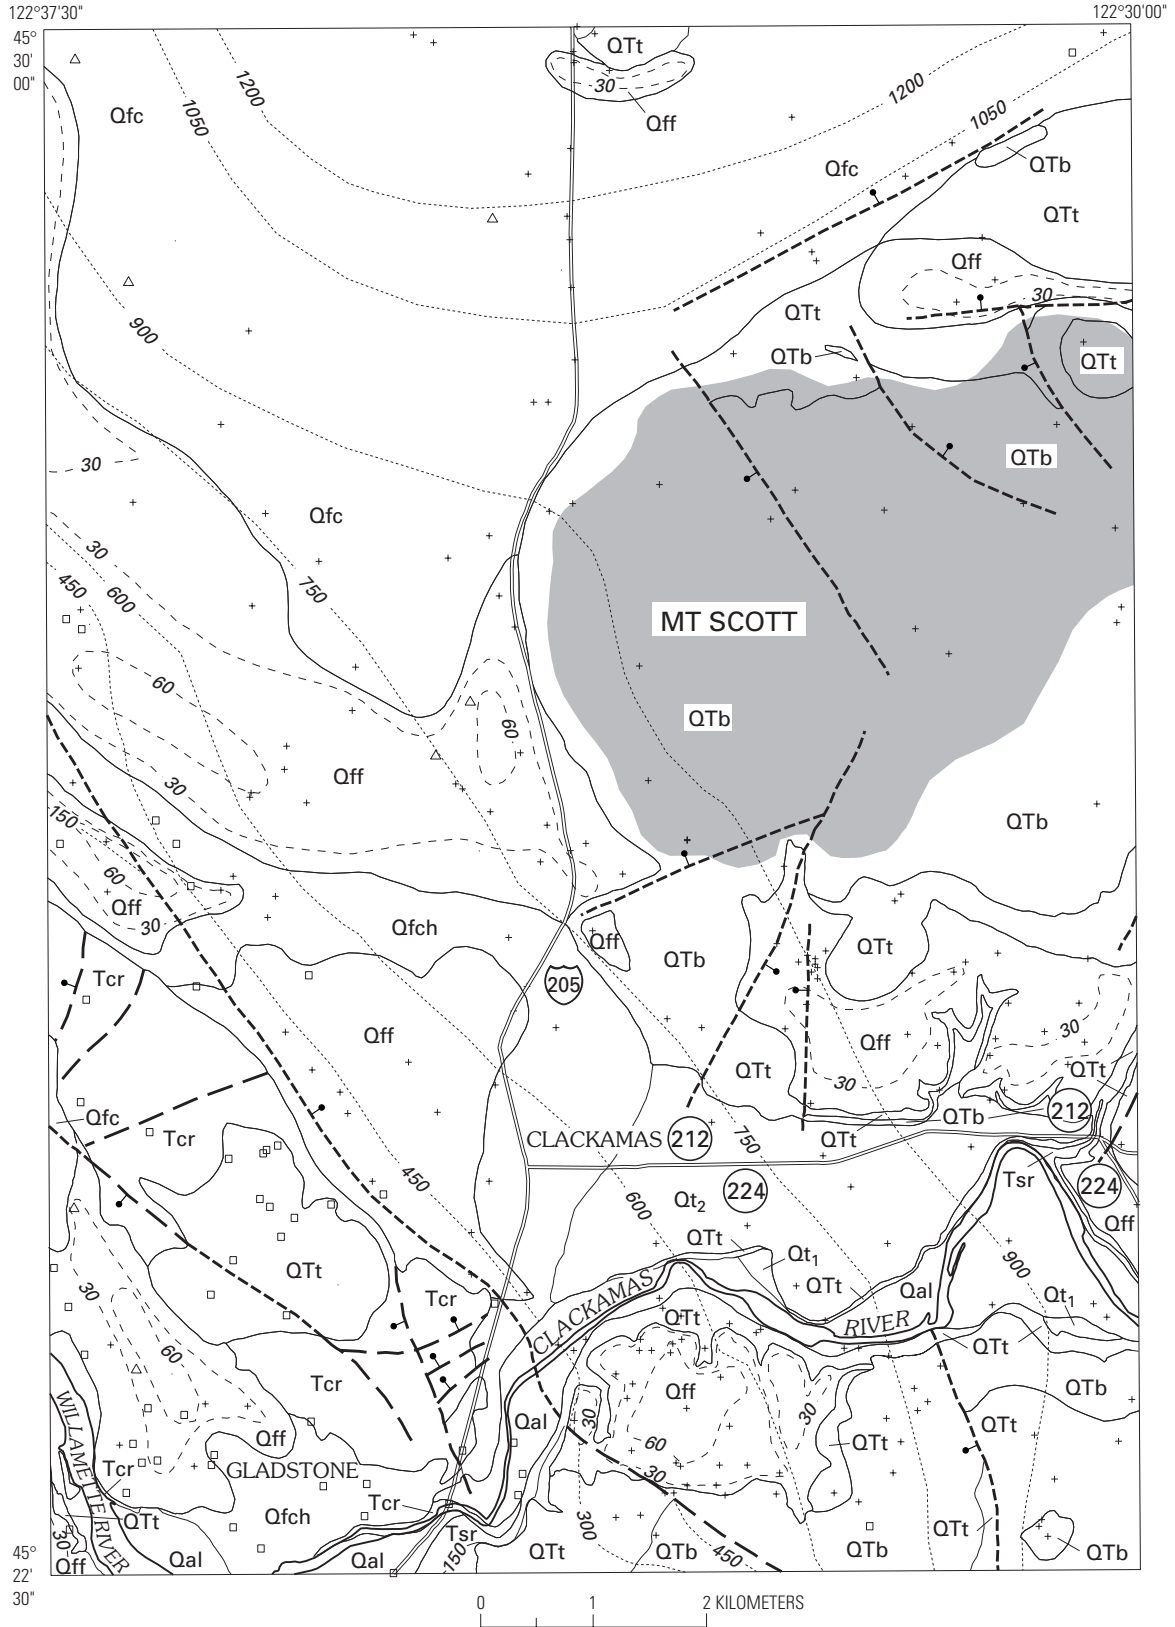 122°37'30" 122°30'00"
45°
30'
00"
QTt
30
Qff
1200
1050
Qfc
1200
1050
Qfc
QTb
QTt
Qff
30
QTt
QTb
QTt
900
30
QTb
Qfc
30
450
600
750
MT SCOTT
60
QTb
60
Qff
30
150
60
Qff
30
QTb
Qfch
Qff
QTb
QTt
205
Tcr
Qff
Qff
30
30
QTt
QTt
Qfc
QTb
212
Tcr
CLACKAMAS 212
750
QTt
450
Tsr
224
224
600
Qt2
Qff
QTt
Qt1
QTt
Qal
900
Qt1
QTt
30
Tcr
CLACKAMAS
RIVER
QTt
QTt
60
Tcr
Qff
QTb
WILLAMETTE RIVER
Qal
30
30
QTt
QTt
Qff
60
Tcr
GLADSTONE
30
Tcr
QTt
Qfch
Tsr
300
QTt
30
Qff
Qal
Qal
150
QTt
QTb
450
QTb
QTb
45°
22'
30"
0 1 2 KILOMETERS